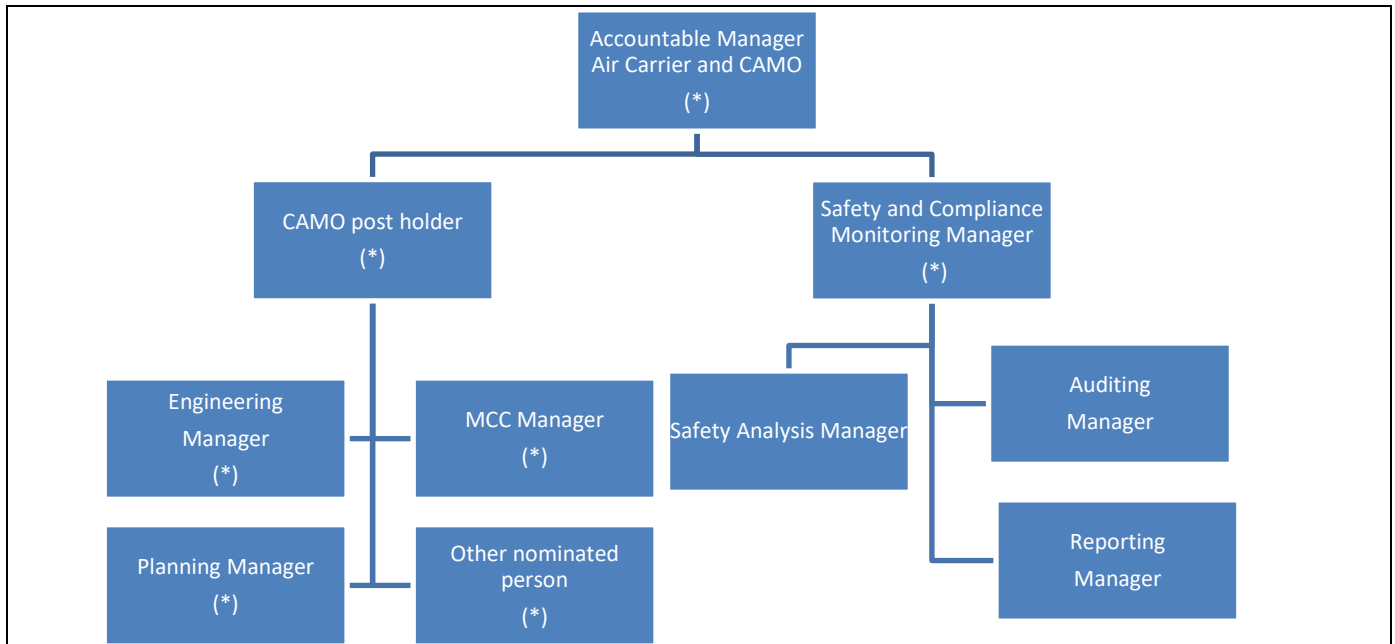 Accountable Manager
Air Carrier and CAMO
(*)
CAMO post holder
(*)
Safety and Compliance
Monitoring Manager
(*)
Engineering
Manager
(*)
MCC Manager
(*)
Safety Analysis Manager
Auditing
Manager
Planning Manager
(*)
Other nominated
person
(*)
Reporting
Manager